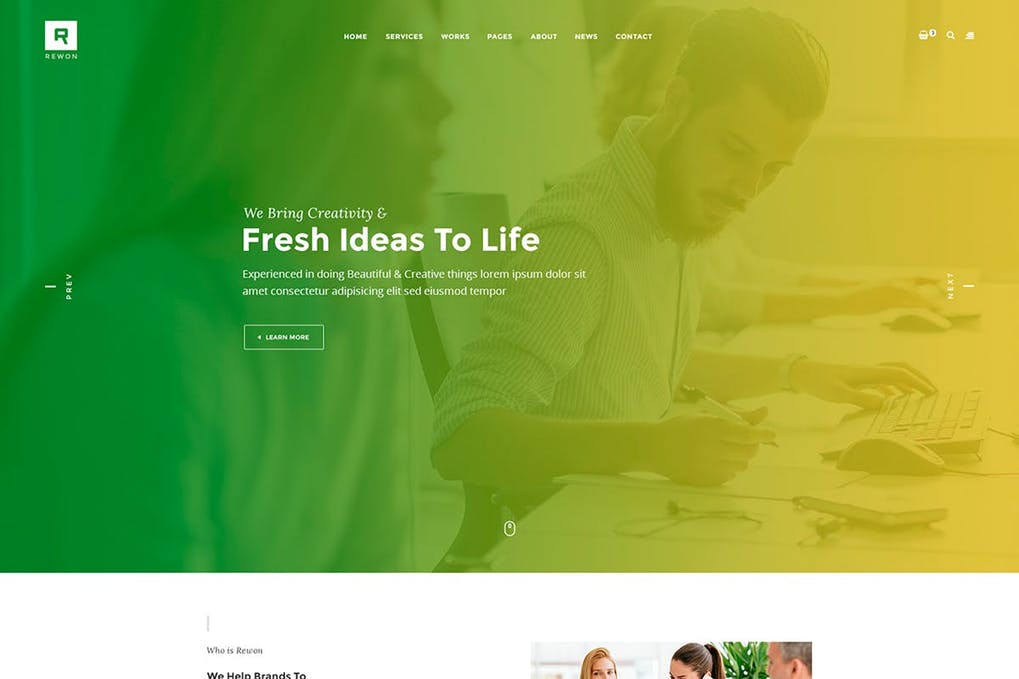 R
REWON
HOME SERVICES WORKS PAGES ABOUT NEWS CONTACT
3
We Bring Creativity &
Fresh Ideas To Life
Experienced in doing Beautiful & Creative things lorem ipsum dolor sit
amet consectetur adipisicing elit sed eiusmod tempor
LEARN MORE
PREV
NEXT
Who is Rewon
We Help Brands To